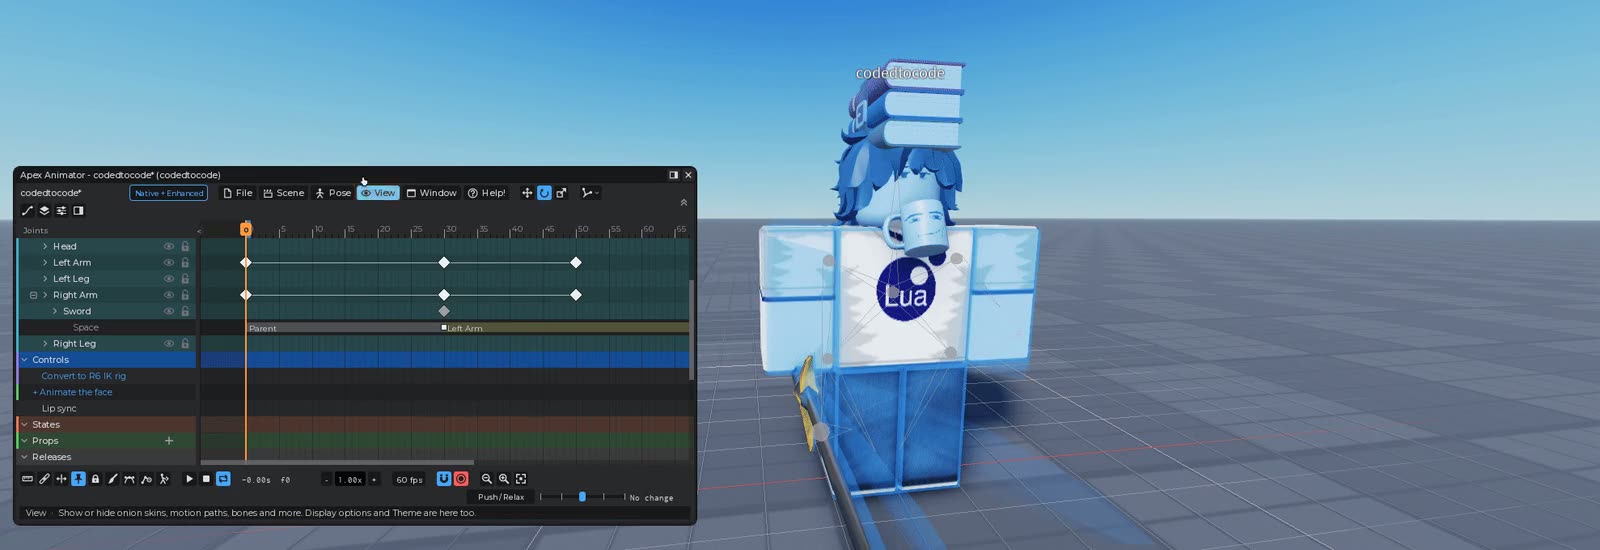 codedtocode
Lua
Apex Animator - codedtocode* (codedtocode)
codedtocode*
Native + Enhanced
File
Scene
Pose
View
Window
Help!
Joints
0
5
10
15
20
25
30
35
40
45
50
55
60
65
Head
Left Arm
Left Leg
Right Arm
Sword
Space
Parent
Left Arm
Right Leg
Controls
Convert to R6 IK rig
+ Animate the face
Lip sync
States
Props
Releases
-0.00s f0
- 1.00x +
60 fps
Push/Relax
No change
View · Show or hide onion skins, motion paths, bones and more. Display options and Theme are here too.